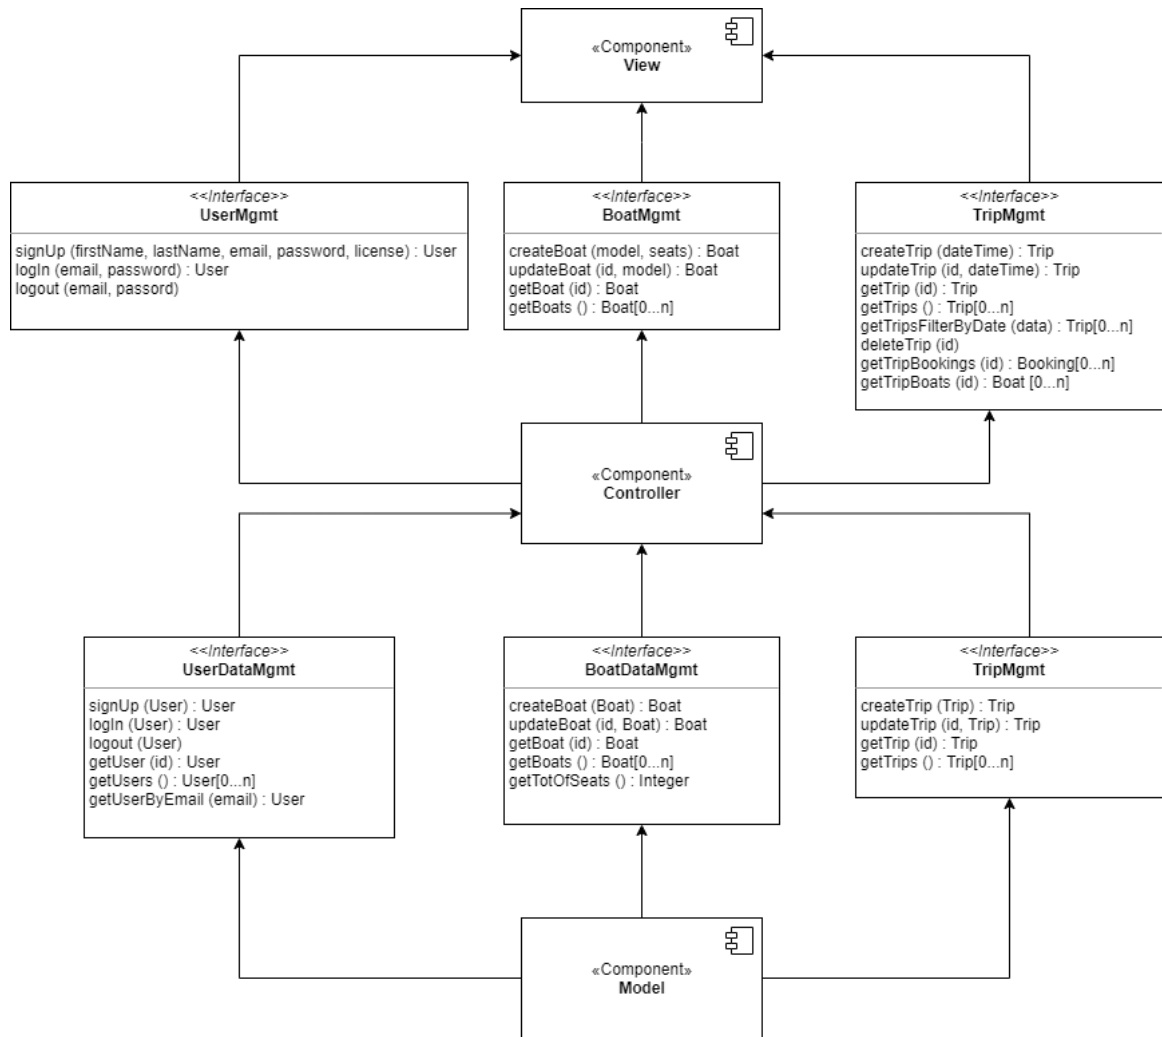 «Component»
View
<<Interface>>
UserMgmt
signUp (firstName, lastName, email, password, license) : User
logIn (email, password) : User
logout (email, passord)
<<Interface>>
BoatMgmt
createBoat (model, seats) : Boat
updateBoat (id, model) : Boat
getBoat (id) : Boat
getBoats () : Boat[0...n]
<<Interface>>
TripMgmt
createTrip (dateTime) : Trip
updateTrip (id, dateTime) : Trip
getTrip (id) : Trip
getTrips () : Trip[0...n]
getTripsFilterByDate (data) : Trip[0...n]
deleteTrip (id)
getTripBookings (id) : Booking[0...n]
getTripBoats (id) : Boat [0...n]
«Component»
Controller
<<Interface>>
UserDataMgmt
signUp (User) : User
logIn (User) : User
logout (User)
getUser (id) : User
getUsers () : User[0...n]
getUserByEmail (email) : User
<<Interface>>
BoatDataMgmt
createBoat (Boat) : Boat
updateBoat (id, Boat) : Boat
getBoat (id) : Boat
getBoats () : Boat[0...n]
getTotOfSeats () : Integer
<<Interface>>
TripMgmt
createTrip (Trip) : Trip
updateTrip (id, Trip) : Trip
getTrip (id) : Trip
getTrips () : Trip[0...n]
«Component»
Model